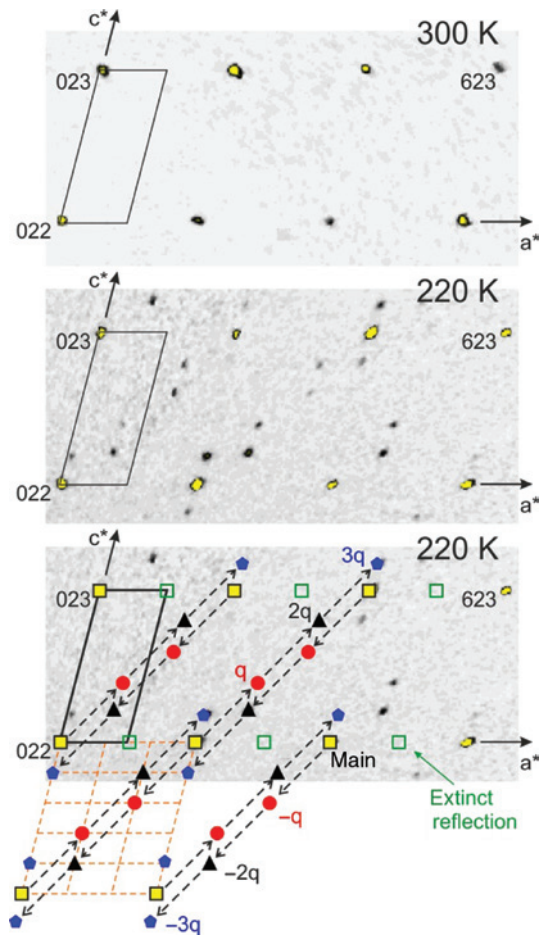 c*
300 K
023
623
022
a*
c*
220 K
023
623
022
a*
c*
220 K
3q
023
623
2q
q
022
Main
a*
Extinct
reflection
-q
-2q
-3q